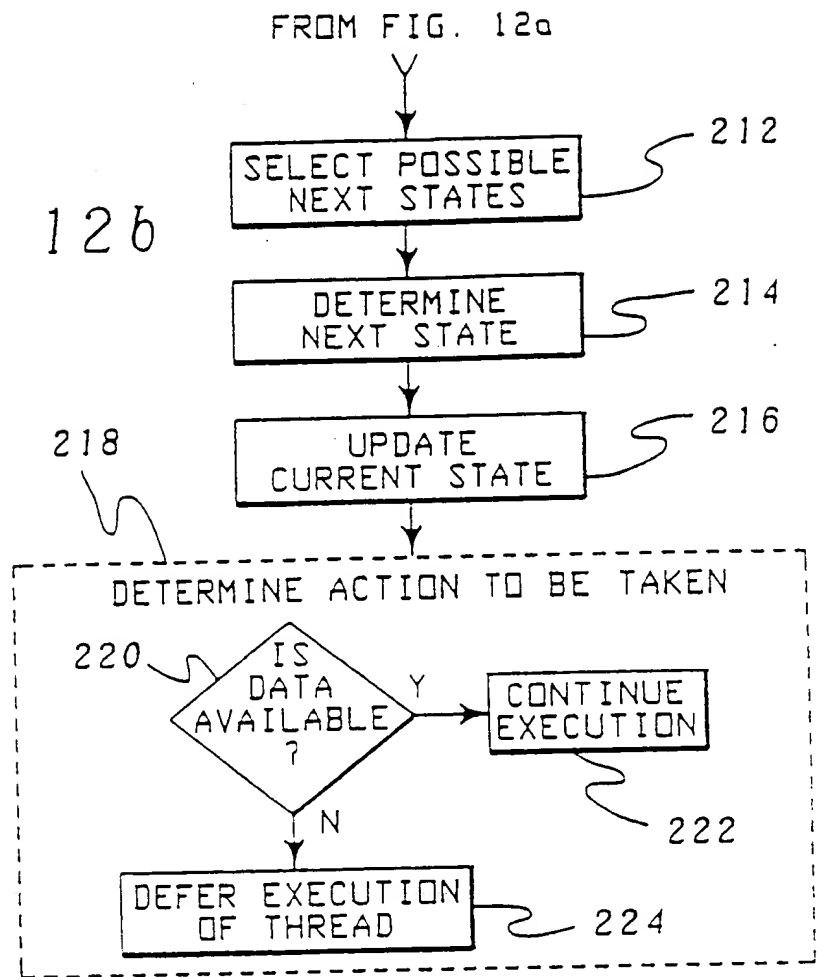 FROM FIG. 12a
212
SELECT POSSIBLE
NEXT STATES
12b
214
DETERMINE
NEXT STATE
216
218
UPDATE
CURRENT STATE
DETERMINE ACTION TO BE TAKEN
220
IS
DATA
AVAILABLE
?
Y
CONTINUE
EXECUTION
N
222
DEFER EXECUTION
OF THREAD
224